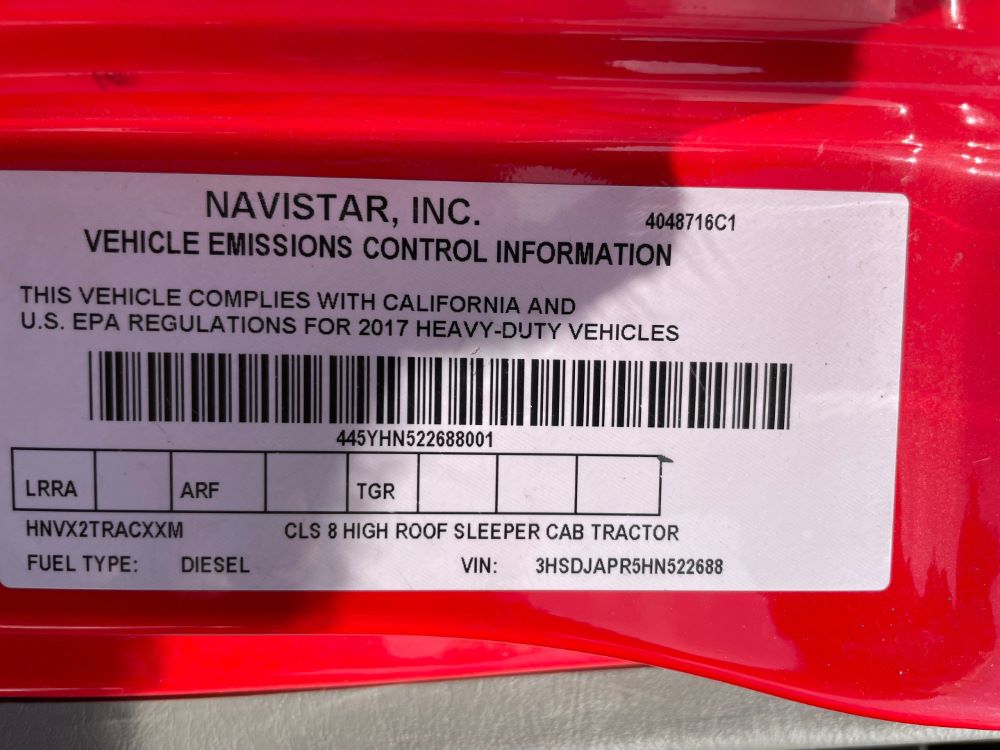 NAVISTAR, INC.
4048716C1
VEHICLE EMISSIONS CONTROL INFORMATION
THIS VEHICLE COMPLIES WITH CALIFORNIA AND
U.S. EPA REGULATIONS FOR 2017 HEAVY-DUTY VEHICLES
445YHN522688001
LRRA ARF TGR
HNVX2TRACXXM CLS 8 HIGH ROOF SLEEPER CAB TRACTOR
FUEL TYPE: DIESEL VIN: 3HSDJAPR5HN522688